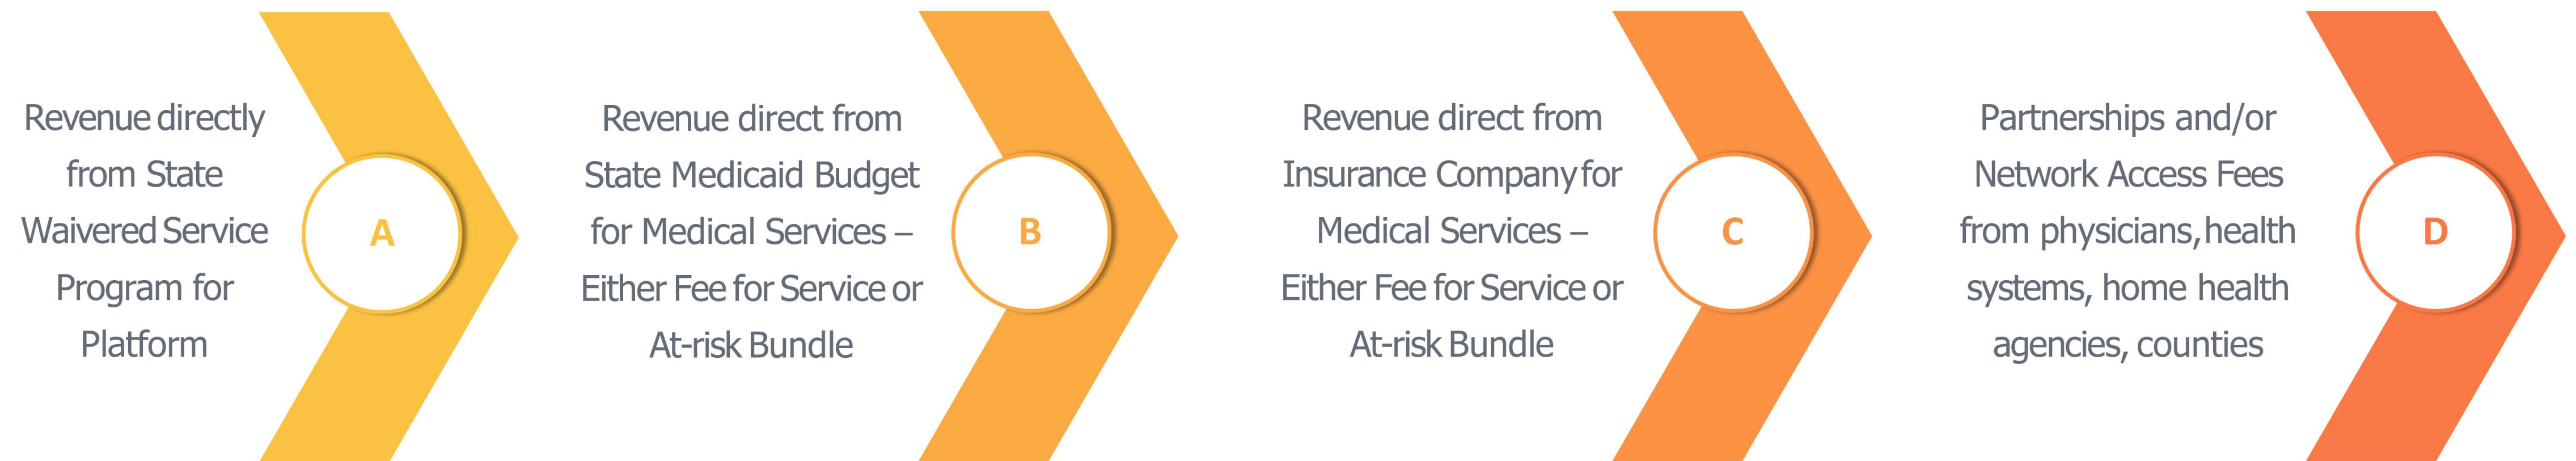 Revenue directly
from State
Waivered Service
Program for
Platform
A
Revenue direct from
State Medicaid Budget
for Medical Services –
Either Fee for Service or
At-risk Bundle
B
Revenue direct from
Insurance Company for
Medical Services –
Either Fee for Service or
At-risk Bundle
C
Partnerships and/or
Network Access Fees
from physicians, health
systems, home health
agencies, counties
D